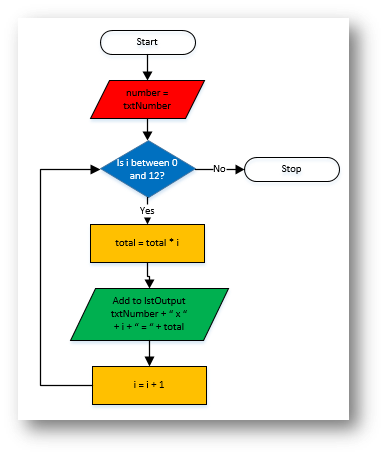 Start
number =
txtNumber
Is i between 0
and 12?
No
Stop
Yes
total = total * i
Add to lstOutput
txtNumber + “ x “
+ i + “ = “ + total
i = i + 1